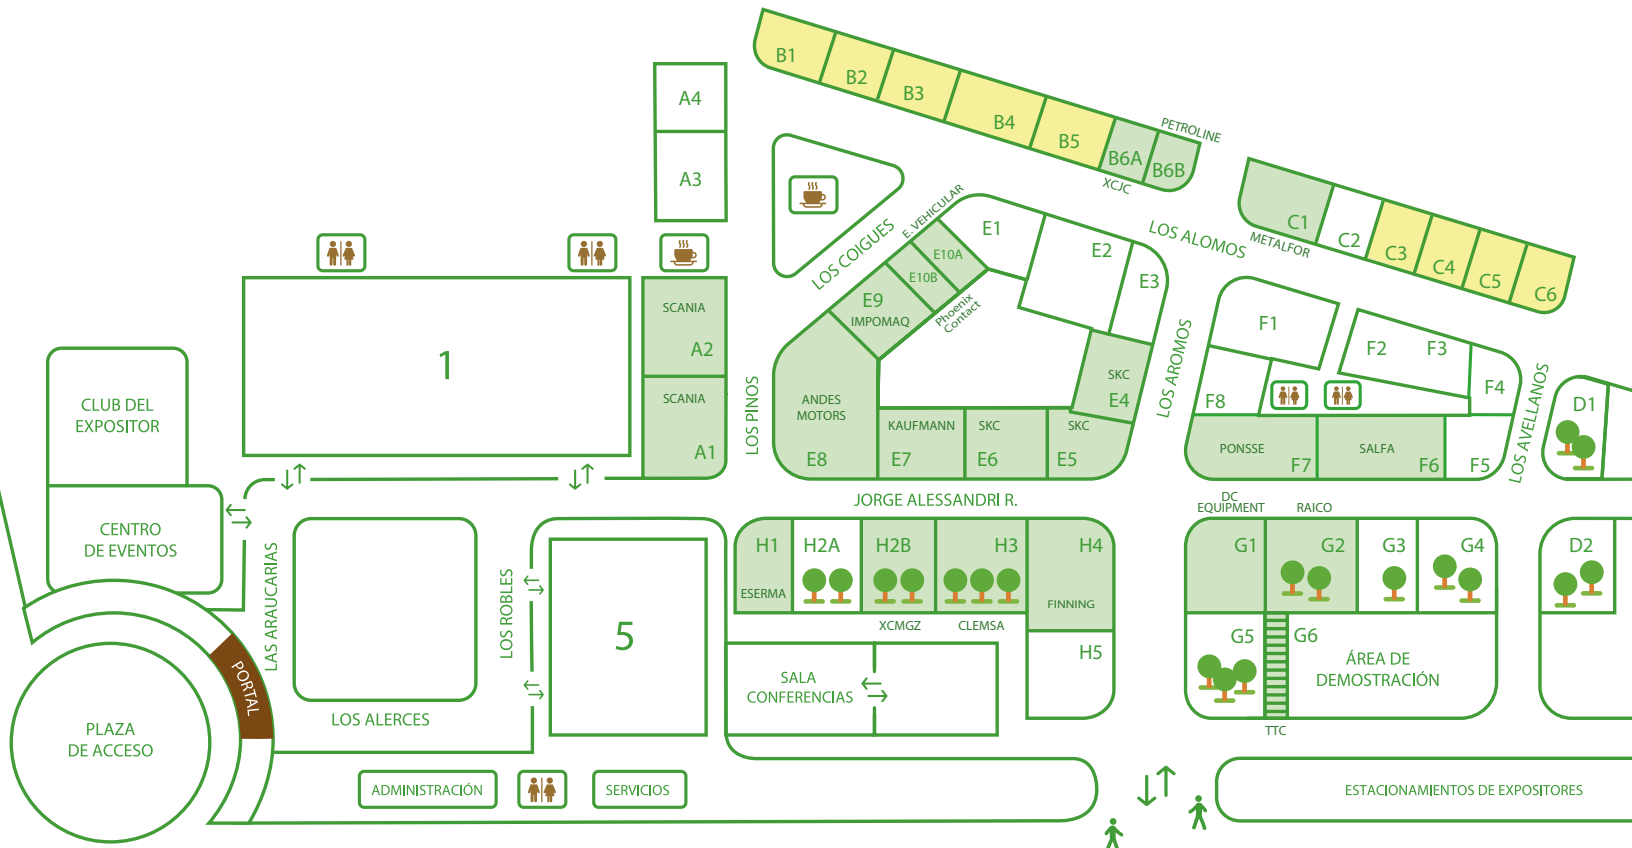 B1
B2
B3
B4
B5
B6A
B6B
PETROLINE
XCJC
A4
A3
C1
C2
C3
C4
C5
C6
METALFOR
LOS ALOMOS
LOS COIGUES
E. VEHICULAR
E1
E2
E3
E10A
E10B
E9
IMPOMAQ
Phoenix
Contact
SCANIA
A2
SCANIA
A1
1
LOS PINOS
ANDES
MOTORS
E8
KAUFMANN
E7
SKC
E6
SKC
E5
SKC
E4
LOS AROMOS
F1
F2
F3
F4
F8
PONSSE
F7
SALFA
F6
F5
LOS AVELLANOS
D1
CLUB DEL
EXPOSITOR
CENTRO
DE EVENTOS
JORGE ALESSANDRI R.
DC
EQUIPMENT
RAICO
H1
ESERMA
H2A
H2B
XCMGZ
H3
CLEMSA
H4
FINNING
H5
G1
G2
G3
G4
D2
G5
G6
ÁREA DE
DEMOSTRACIÓN
TTC
LAS ARAUCARIAS
LOS ROBLES
5
SALA
CONFERENCIAS
PORTAL
LOS ALERCES
PLAZA
DE ACCESO
ADMINISTRACIÓN
SERVICIOS
ESTACIONAMIENTOS DE EXPOSITORES